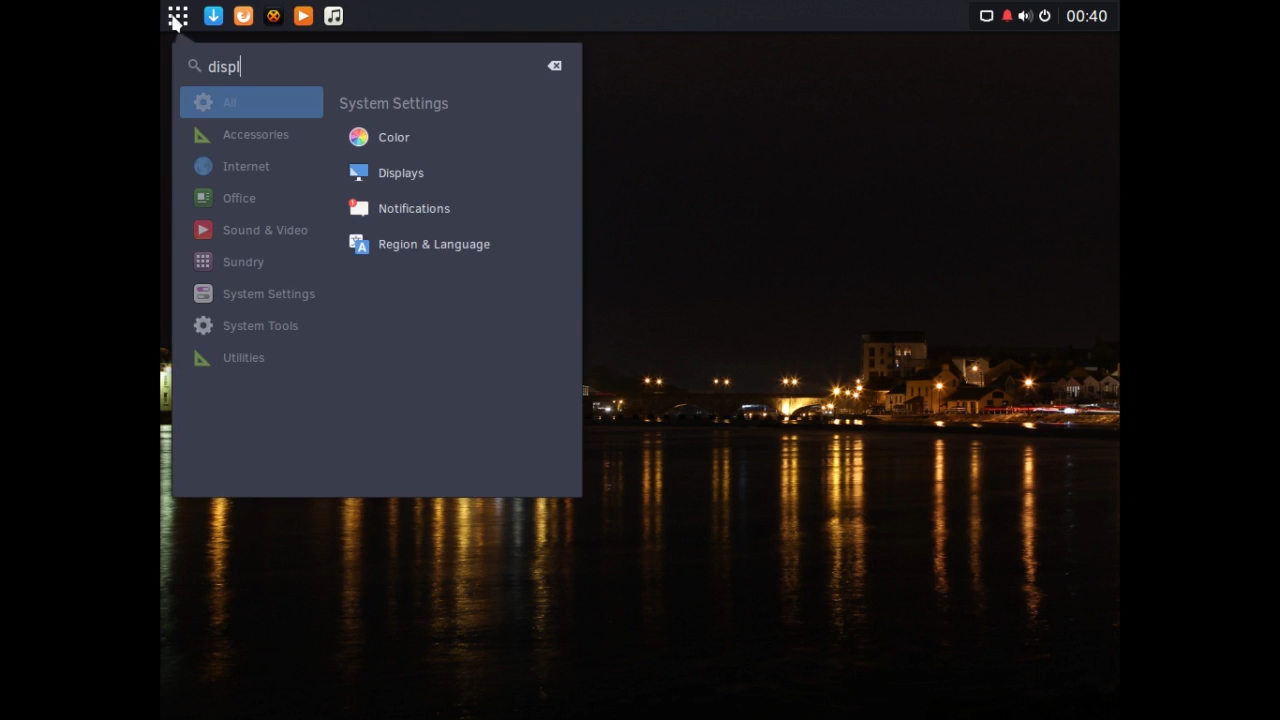 00:40
displ
All
Accessories
Internet
Office
Sound & Video
Sundry
System Settings
System Tools
Utilities
System Settings
Color
Displays
Notifications
Region & Language